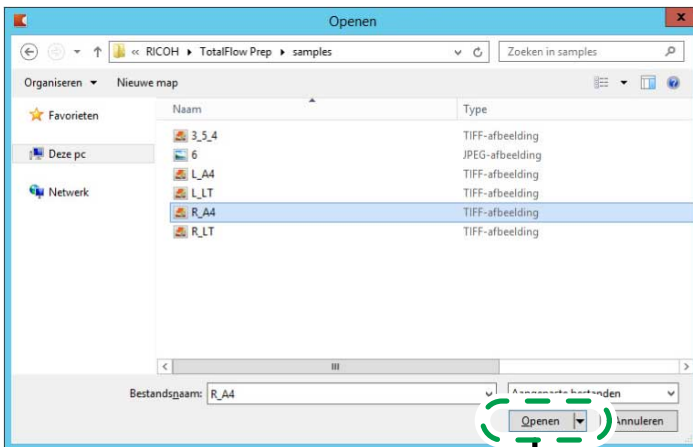 Openen
« RICOH TotalFlow Prep samples
Zoeken in samples
Organiseren Nieuwe map
Naam Type
Favorieten
Deze pc
Netwerk
3_5_4 TIFF-afbeelding
6 JPEG-afbeelding
L_A4 TIFF-afbeelding
L_LT TIFF-afbeelding
R_A4 TIFF-afbeelding
R_LT TIFF-afbeelding
Bestandsnaam: R_A4
Aangepaste bestanden
Openen Annuleren